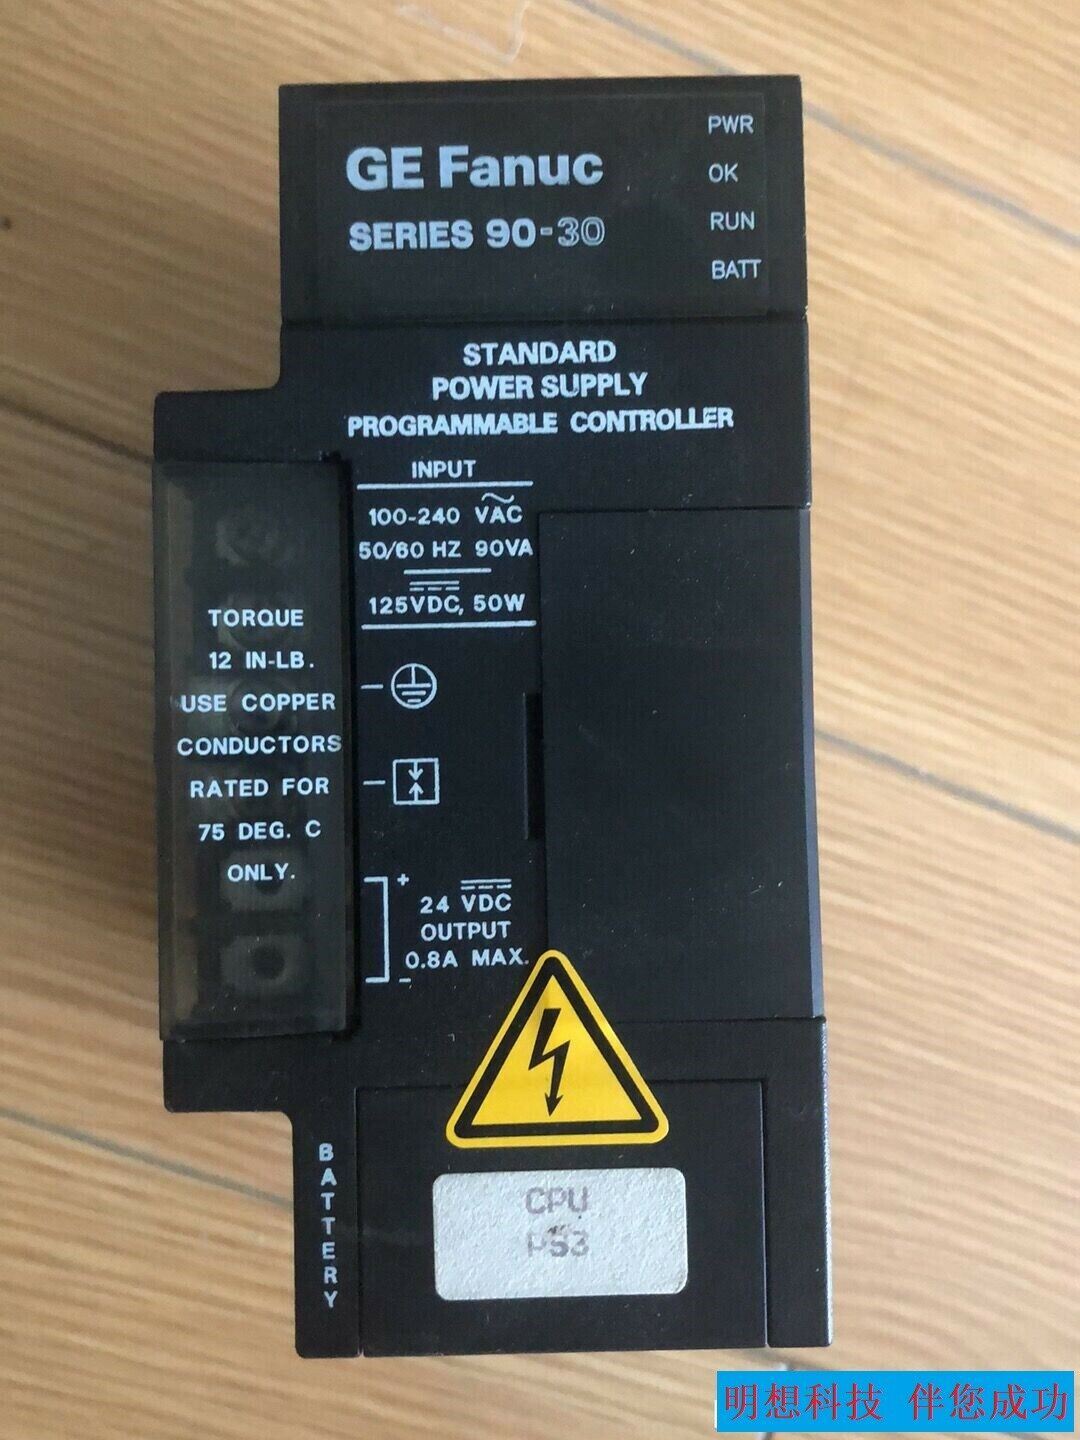 GE Fanuc
SERIES 90-30
PWR
OK
RUN
BATT
STANDARD
POWER SUPPLY
PROGRAMMABLE CONTROLLER
INPUT
100-240 VAC
50/60 HZ 90VA
125VDC, 50W
TORQUE
12 IN-LB.
USE COPPER
CONDUCTORS
RATED FOR
75 DEG. C
ONLY.
+
24 VDC
OUTPUT
0.8A MAX.
-
BATTERY
CPU
PS3
明想科技 伴您成功